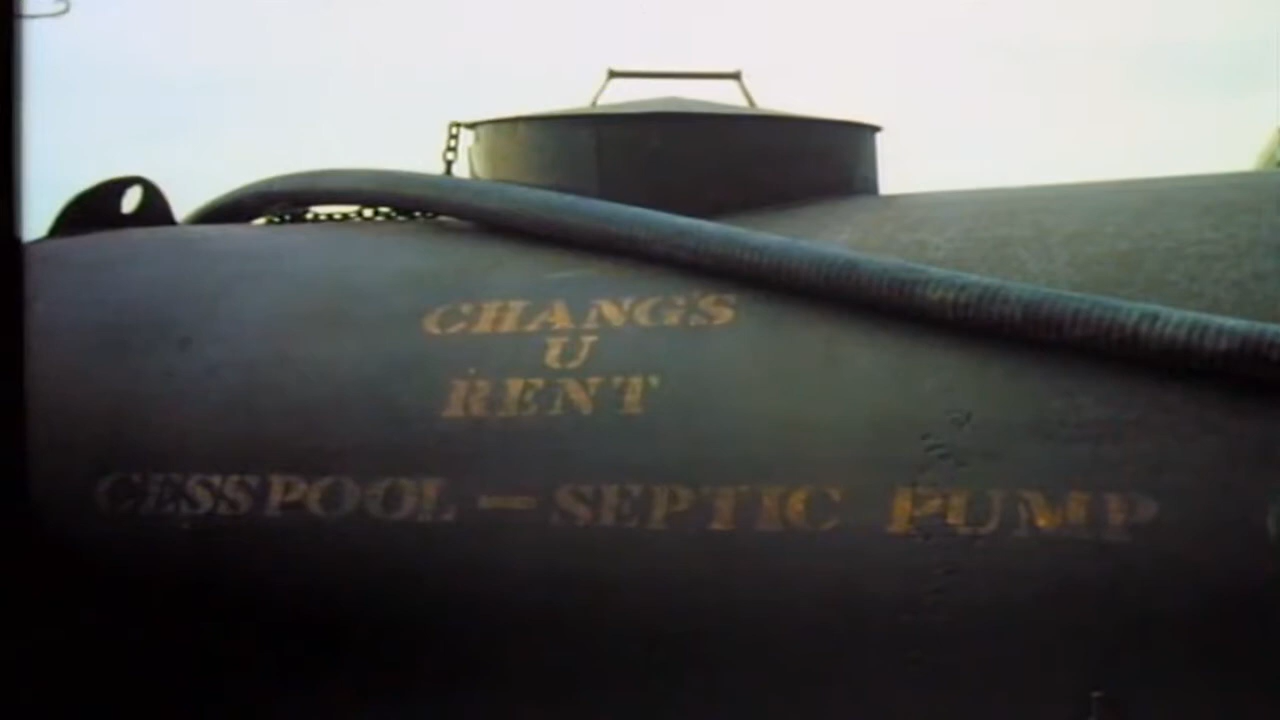 CHANG'S
U
RENT
CESSPOOL - SEPTIC PUMP